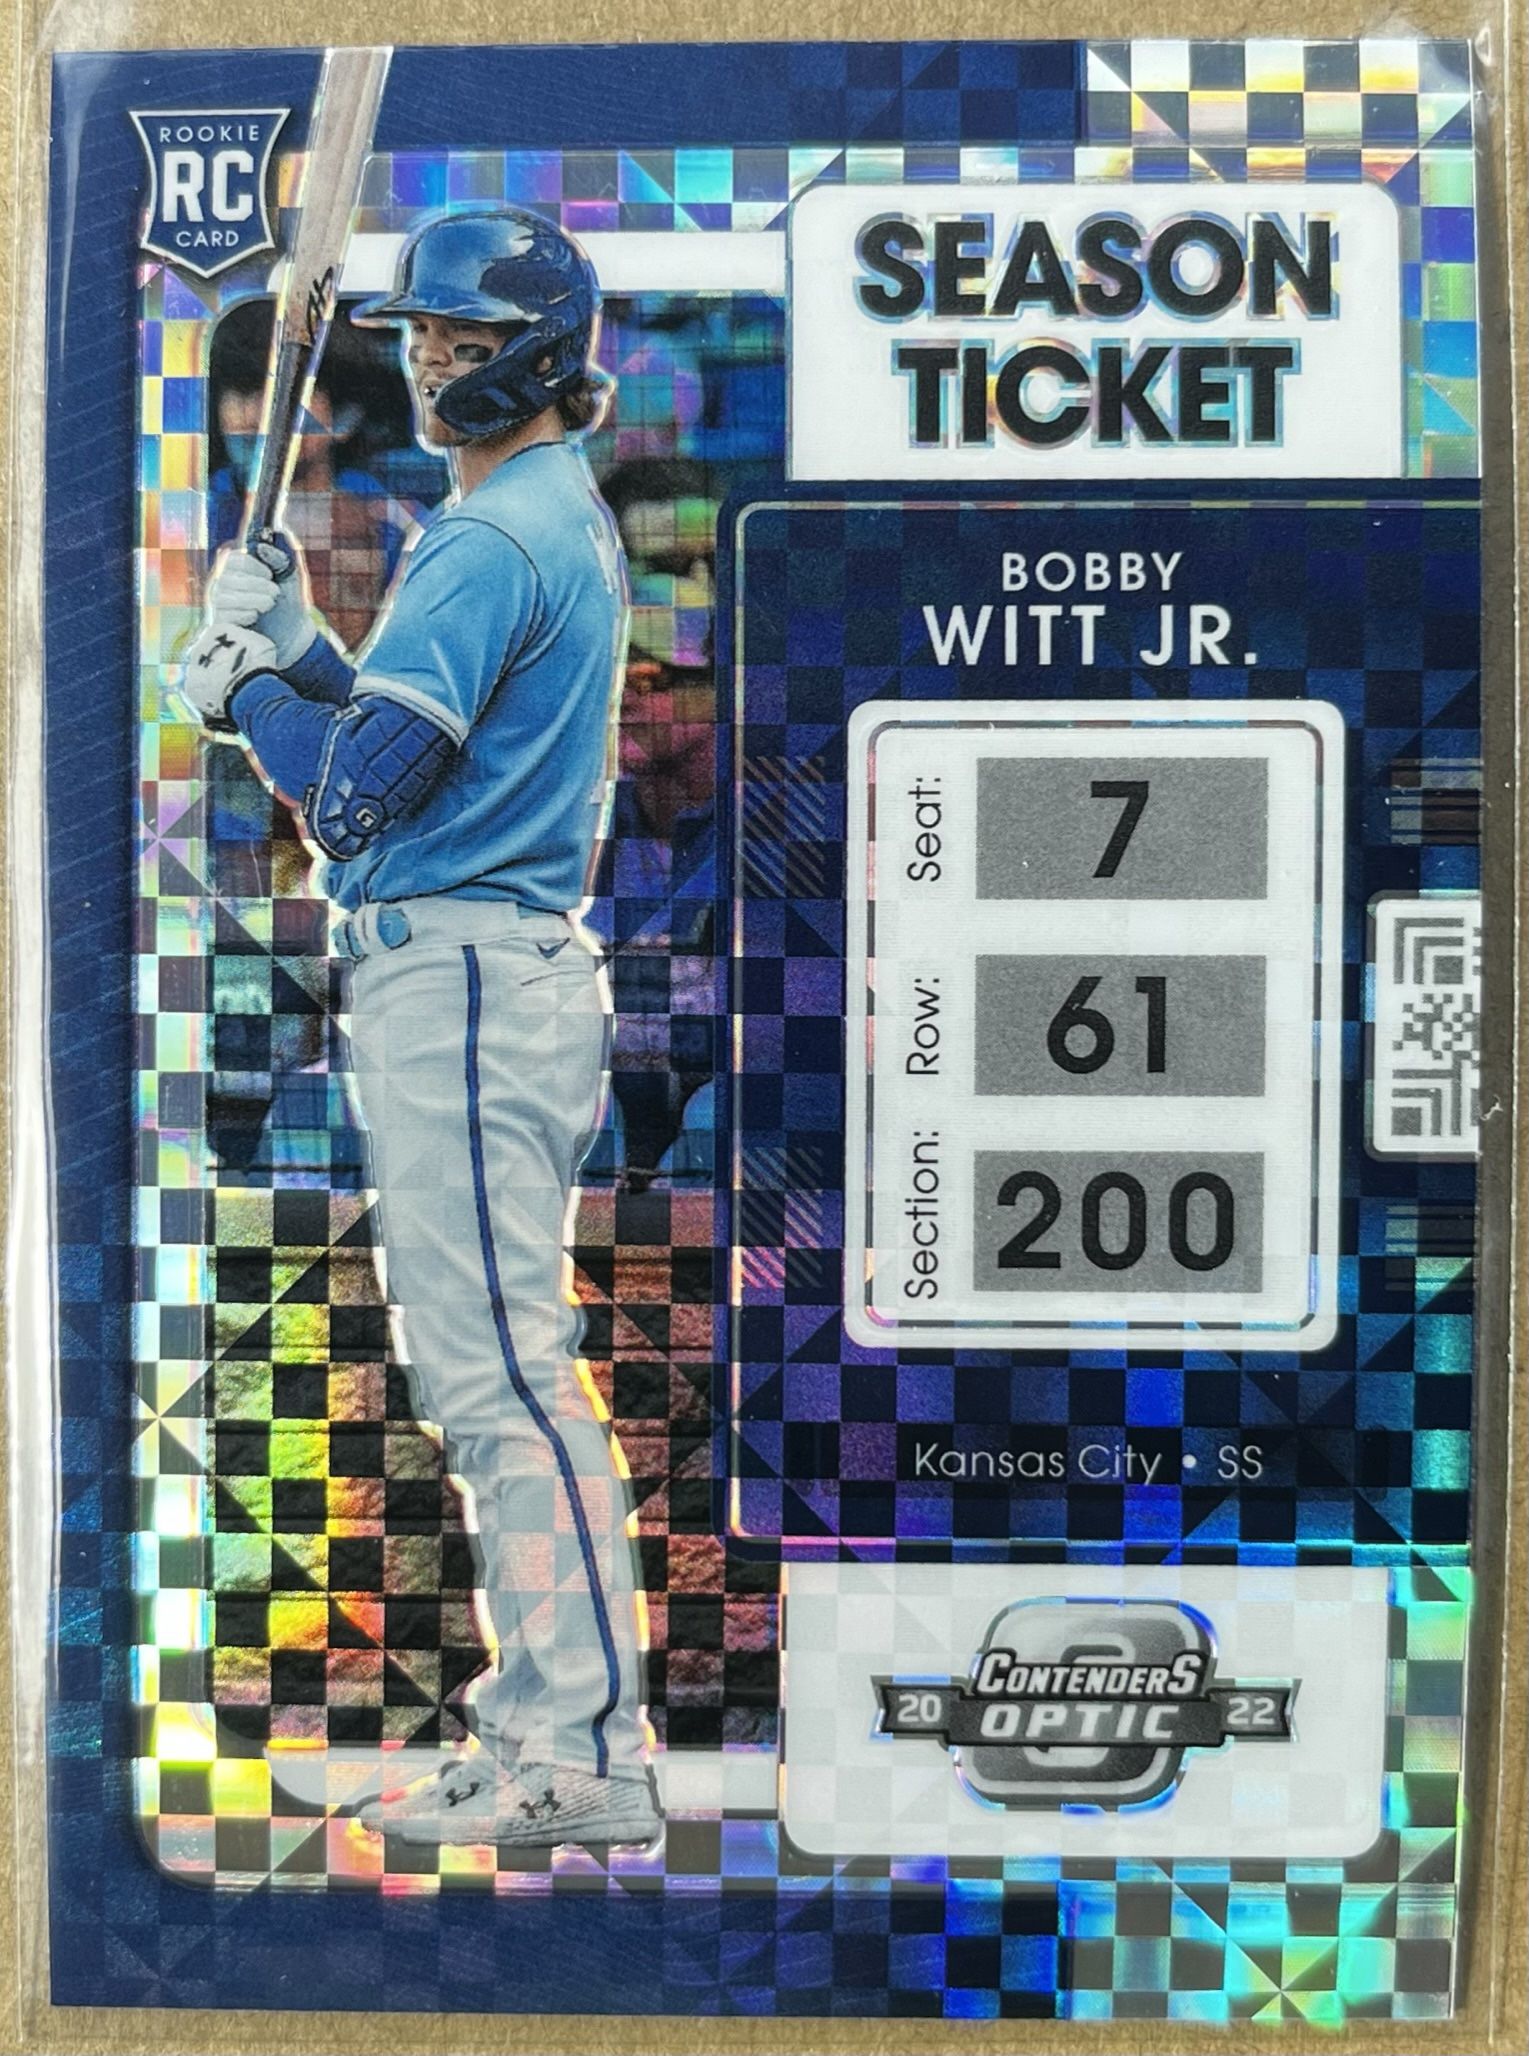 ROOKIE
RC
CARD
SEASON
TICKET
BOBBY
WITT JR.
Seat: 7
Row: 61
Section: 200
Kansas City • SS
CONTENDERS
20 OPTIC 22